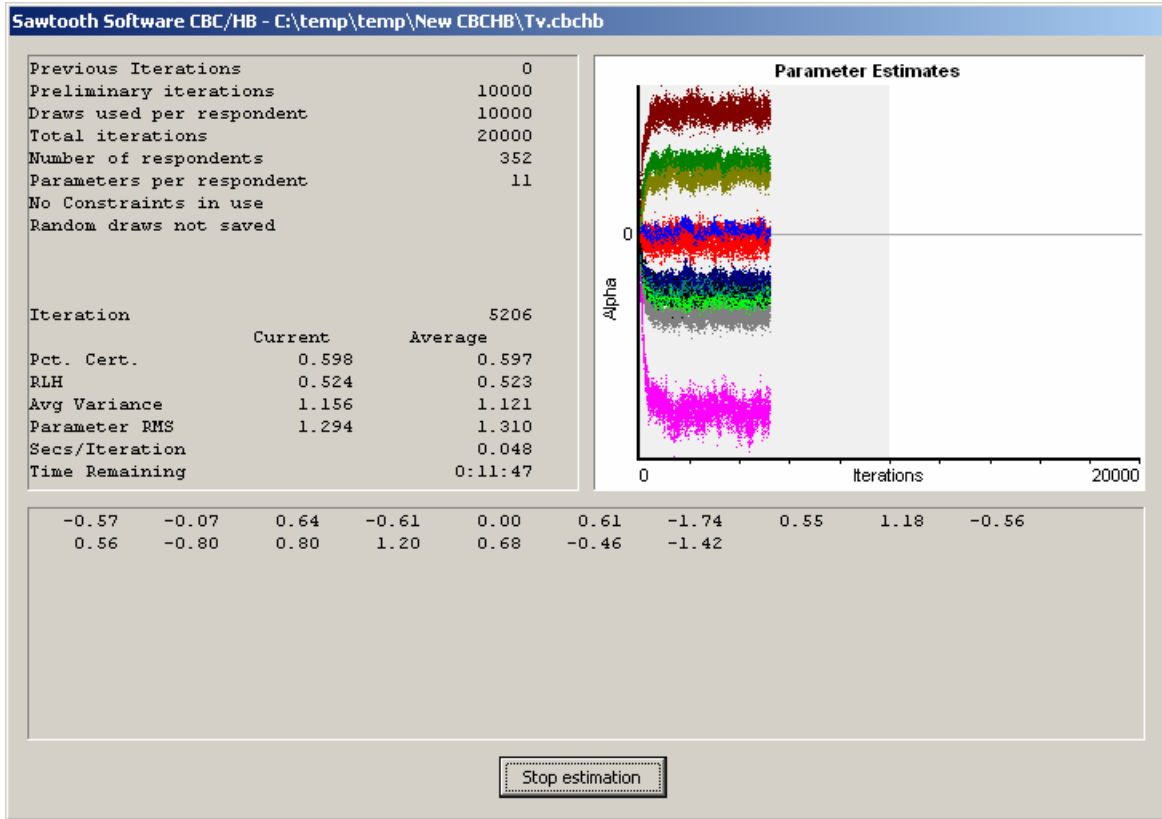 Sawtooth Software CBC/HB - C:\temp\temp\New CBCHB\Tv.cbchb
Previous Iterations 0
Preliminary iterations 10000
Draws used per respondent 10000
Total iterations 20000
Number of respondents 352
Parameters per respondent 11
No Constraints in use
Random draws not saved
Iteration 5206
Current Average
Pct. Cert. 0.598 0.597
RLH 0.524 0.523
Avg Variance 1.156 1.121
Parameter RMS 1.294 1.310
Secs/Iteration 0.048
Time Remaining 0:11:47
Parameter Estimates
0
Alpha
0 Iterations 20000
-0.57 -0.07 0.64 -0.61 0.00 0.61 -1.74 0.55 1.18 -0.56
0.56 -0.80 0.80 1.20 0.68 -0.46 -1.42
Stop estimation